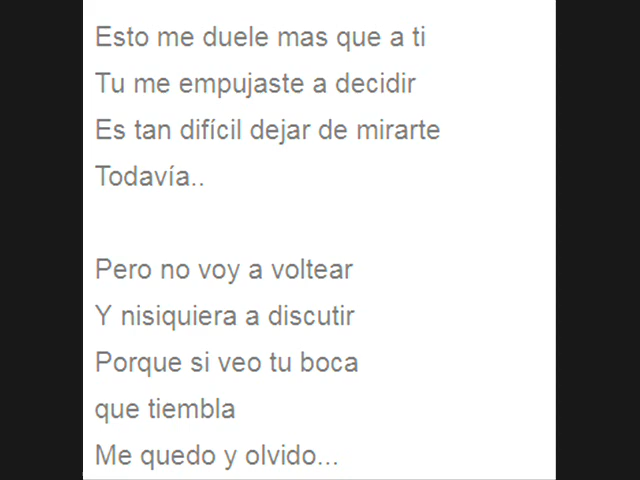 Esto me duele mas que a ti
Tu me empujaste a decidir
Es tan difícil dejar de mirarte
Todavía..
Pero no voy a voltear
Y nisiquiera a discutir
Porque si veo tu boca
que tiembla
Me quedo y olvido...